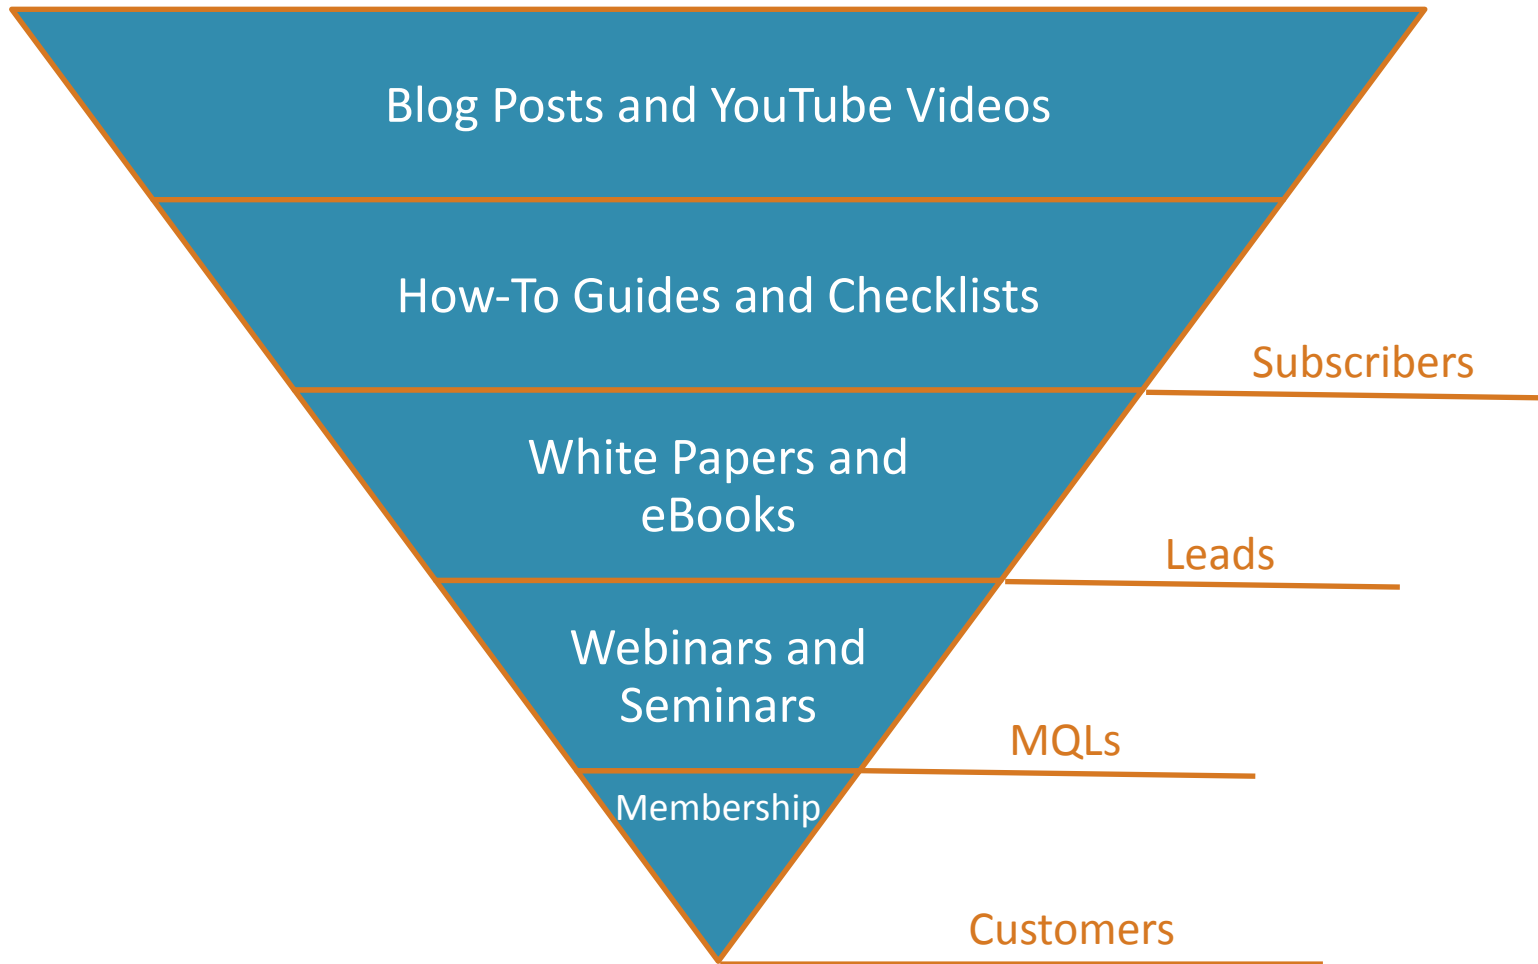 Blog Posts and YouTube Videos
How-To Guides and Checklists
Subscribers
White Papers and
eBooks
Leads
Webinars and
Seminars
MQLs
Membership
Customers